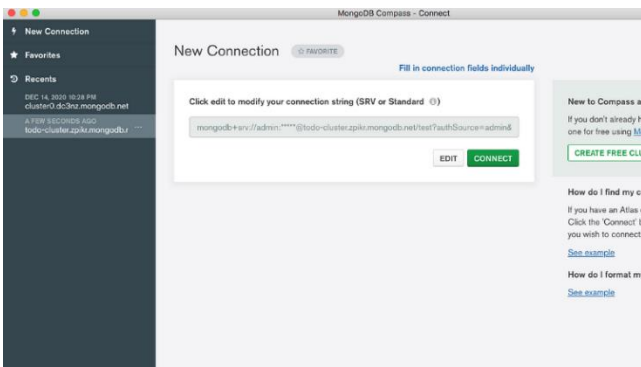 MongoDB Compass - Connect
New Connection
Favorites
Recents
DEC 14, 2020 10:28 PM
cluster0.dc3nz.mongodb.net
A FEW SECONDS AGO
todo-cluster.zpikr.mongodb.r ...
New Connection
FAVORITE
Fill in connection fields individually
Click edit to modify your connection string (SRV or Standard)
mongodb+srv://admin:*****@todo-cluster.zpikr.mongodb.net/test?authSource=admin&
EDIT
CONNECT
New to Compass a
If you don't already h
one for free using M
CREATE FREE CLU
How do I find my c
If you have an Atlas
Click the 'Connect'
you wish to connect
See example
How do I format m
See example